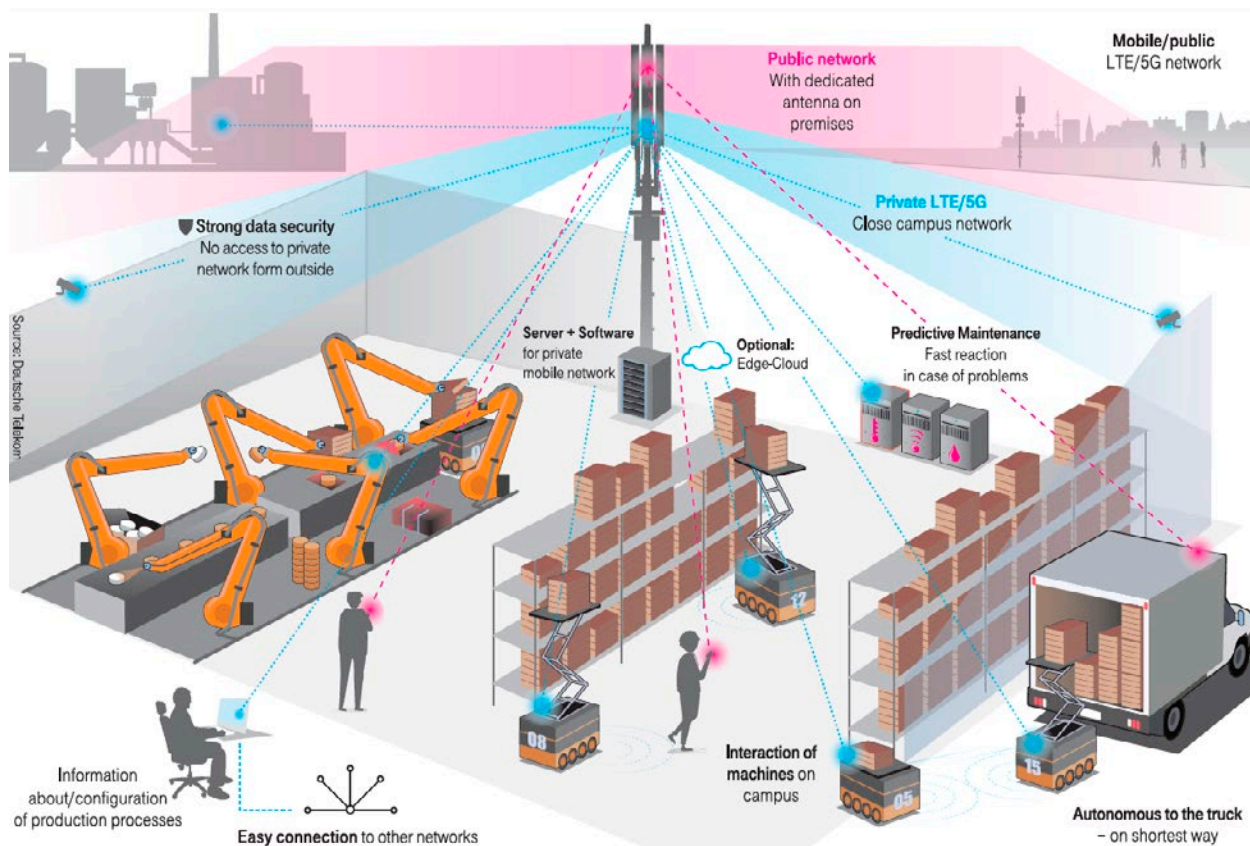 Public network
With dedicated
antenna on
premises
Mobile/public
LTE/5G network
Strong data security
No access to private
network form outside
Private LTE/5G
Close campus network
Source: Deutsche Telekom
Server + Software
for private
mobile network
Optional:
Edge-Cloud
Predictive Maintenance
Fast reaction
in case of problems
17
08
05
15
Interaction of
machines on
campus
Information
about/configuration
of production processes
Easy connection to other networks
Autonomous to the truck
– on shortest way